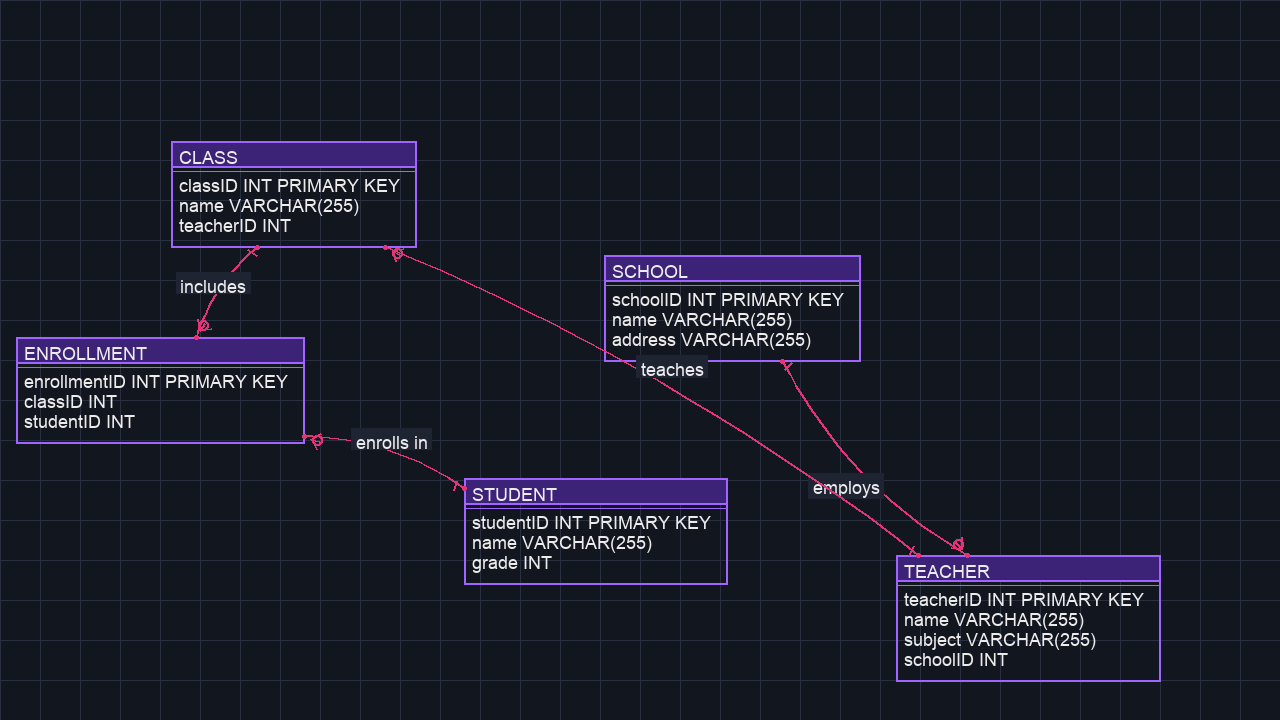 CLASS
classID INT PRIMARY KEY
name VARCHAR(255)
teacherID INT
includes
SCHOOL
schoolID INT PRIMARY KEY
name VARCHAR(255)
address VARCHAR(255)
teaches
ENROLLMENT
enrollmentID INT PRIMARY KEY
classID INT
studentID INT
enrolls in
STUDENT
studentID INT PRIMARY KEY
name VARCHAR(255)
grade INT
employs
TEACHER
teacherID INT PRIMARY KEY
name VARCHAR(255)
subject VARCHAR(255)
schoolID INT